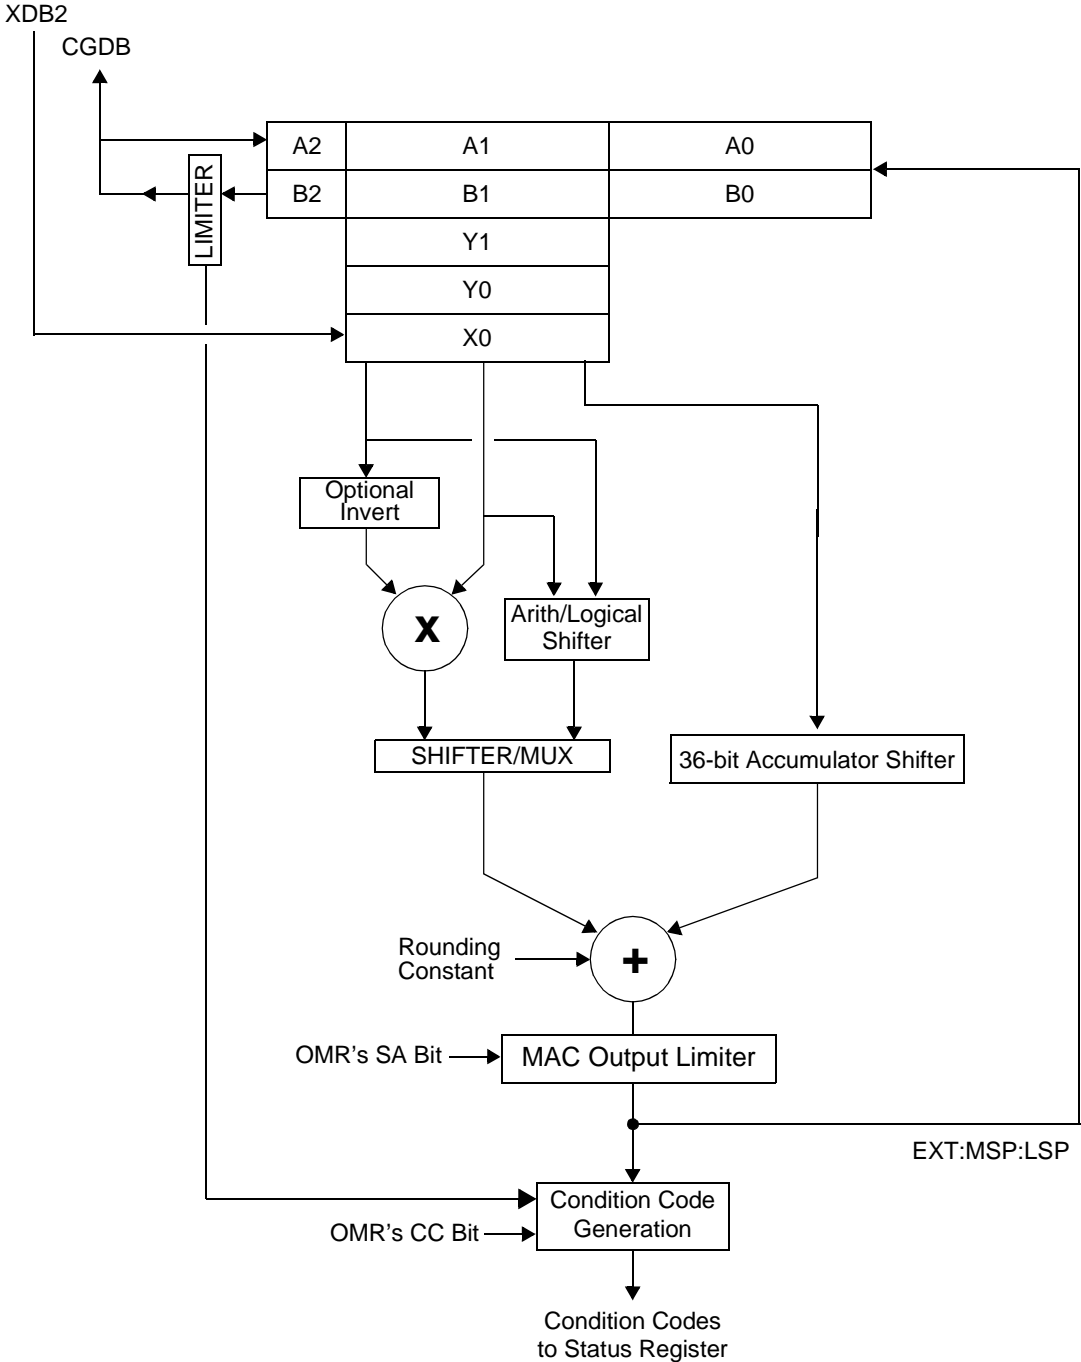 XDB2
CGDB
A2 A1 A0
LIMITER
B2 B1 B0
Y1
Y0
X0
Optional
Invert
X
Arith/Logical
Shifter
SHIFTER/MUX
36-bit Accumulator Shifter
Rounding
Constant
+
OMR's SA Bit
MAC Output Limiter
EXT:MSP:LSP
Condition Code
Generation
OMR's CC Bit
Condition Codes
to Status Register